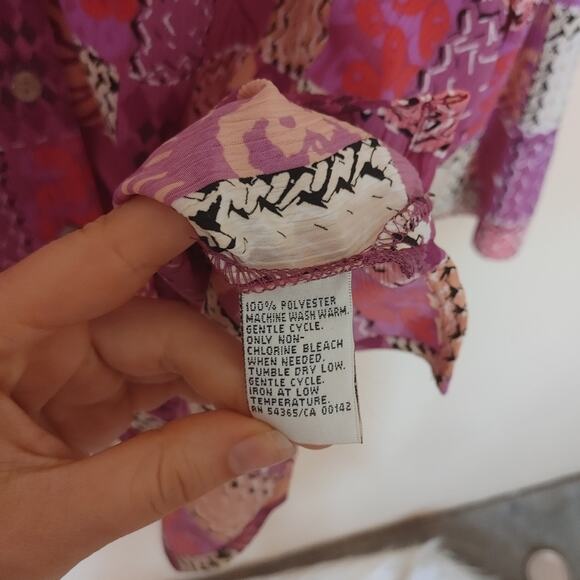 100% POLYESTER
MACHINE WASH WARM.
GENTLE CYCLE.
ONLY NON-
CHLORINE BLEACH
WHEN NEEDED.
TUMBLE DRY LOW.
GENTLE CYCLE.
IRON AT LOW
TEMPERATURE.
RN 54365/CA 00142